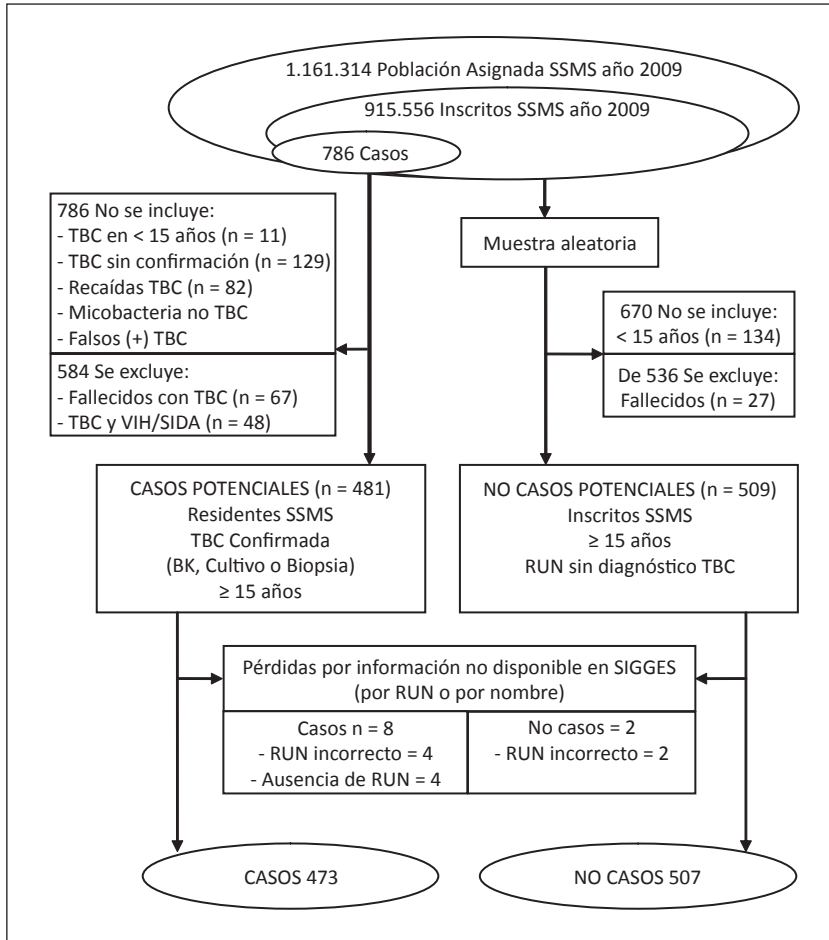 1.161.314 Población Asignada SSMS año 2009
915.556 Inscritos SSMS año 2009
786 Casos
786 No se incluye:
- TBC en < 15 años (n = 11)
- TBC sin confirmación (n = 129)
- Recaídas TBC (n = 82)
- Micobacteria no TBC
- Falsos (+) TBC
584 Se excluye:
- Fallecidos con TBC (n = 67)
- TBC y VIH/SIDA (n = 48)
Muestra aleatoria
670 No se incluye:
< 15 años (n = 134)
De 536 Se excluye:
Fallecidos (n = 27)
CASOS POTENCIALES (n = 481)
Residentes SSMS
TBC Confirmada
(BK, Cultivo o Biopsia)
≥ 15 años
NO CASOS POTENCIALES (n = 509)
Inscritos SSMS
≥ 15 años
RUN sin diagnóstico TBC
Pérdidas por información no disponible en SIGGES
(por RUN o por nombre)
Casos n = 8
- RUN incorrecto = 4
- Ausencia de RUN = 4
No casos = 2
- RUN incorrecto = 2
CASOS 473
NO CASOS 507